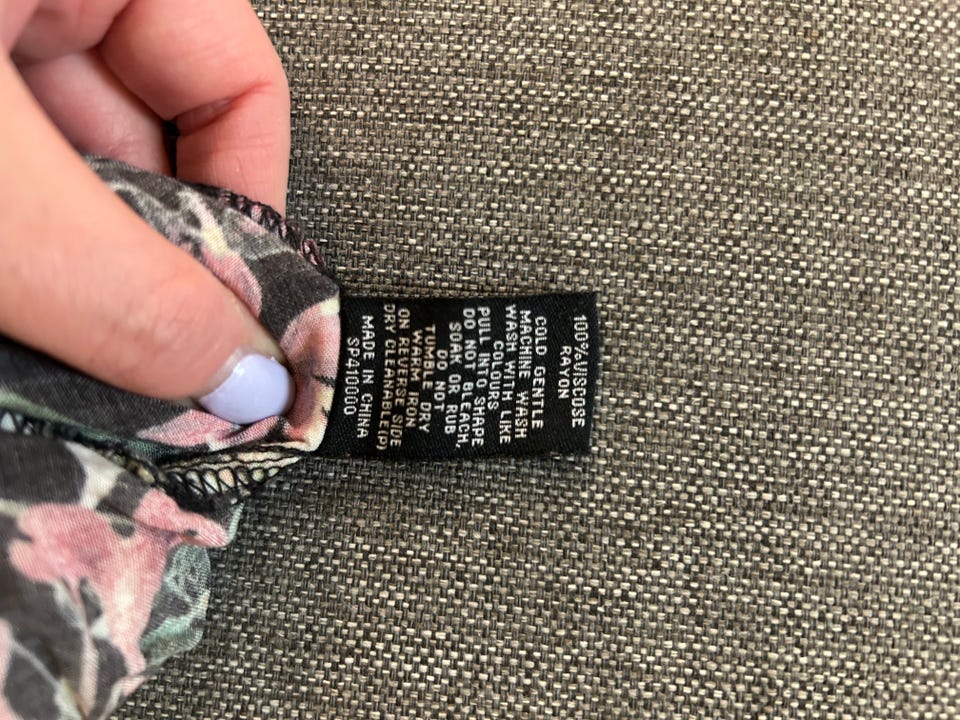 100%VISCOSE
RAYON
COLD GENTLE
MACHINE WASH
WASH WITH LIKE
COLOURS
PULL INTO SHAPE
DO NOT BLEACH,
SOAK OR RUB
DO NOT
TUMBLE DRY
WARM IRON
ON REVERSE SIDE
DRY CLEANABLE(P)
MADE IN CHINA
SP410000